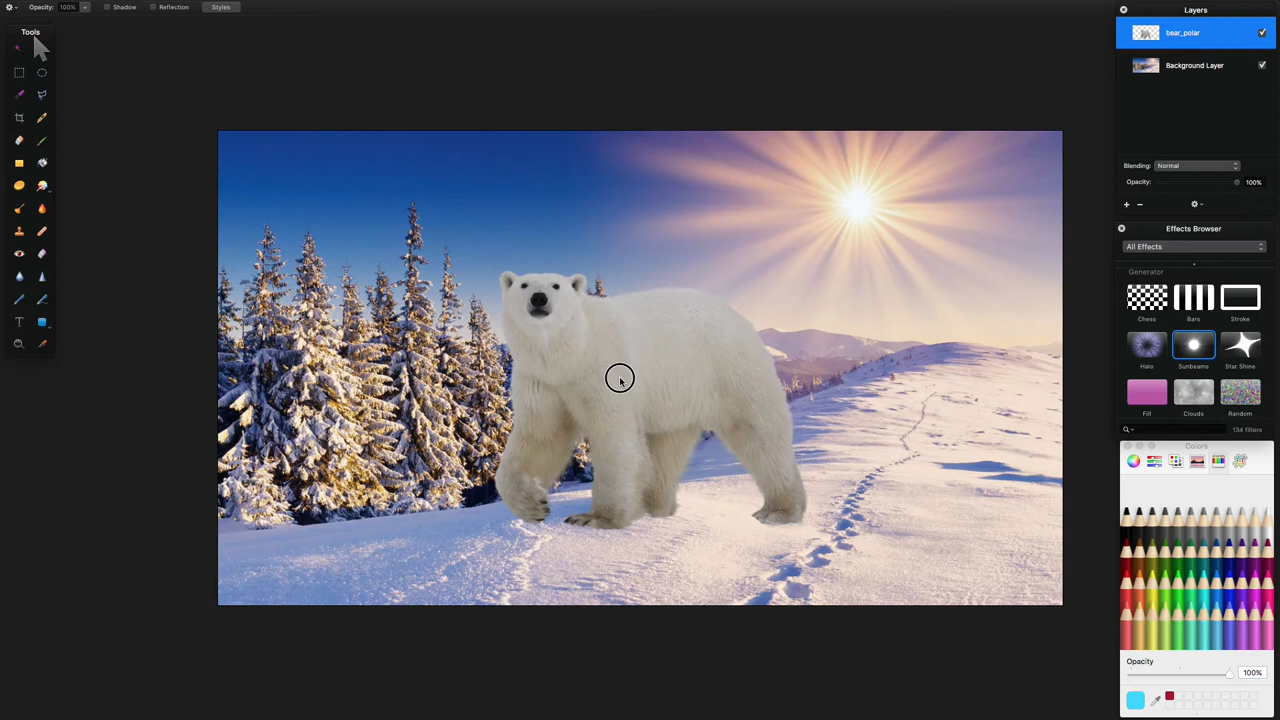 Opacity: 100% Shadow Reflection Styles
Tools
T
Layers
bear_polar
Background Layer
Blending: Normal
Opacity: 100%
Effects Browser
All Effects
Generator
Chess Bars Stroke
Halo Sunbeams Star Shine
Fill Clouds Random
134 filters
Colors
Opacity
100%